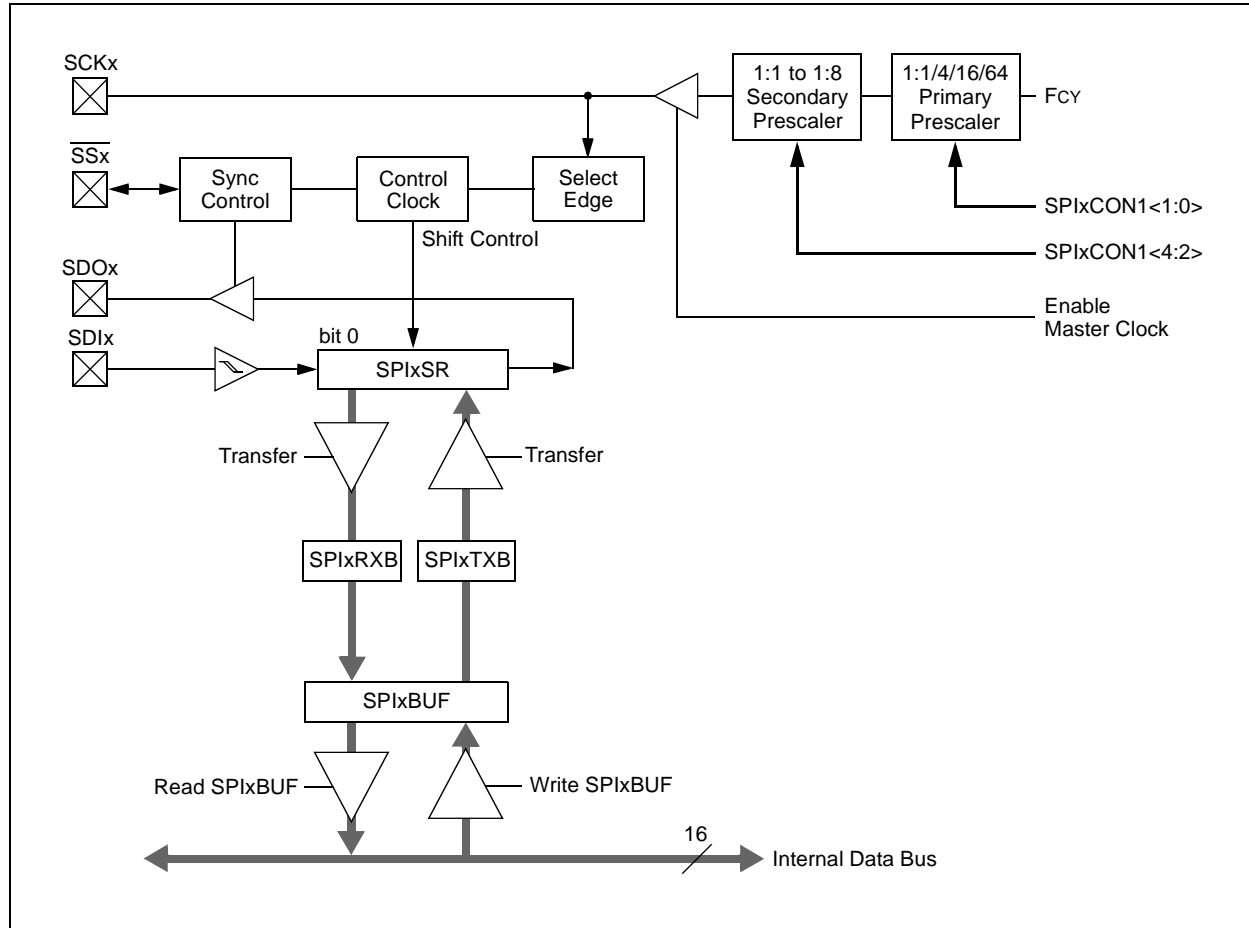 SCKx
1:1 to 1:8
Secondary
Prescaler
1:1/4/16/64
Primary
Prescaler
FCY
SSx
Sync
Control
Control
Clock
Select
Edge
SPIxCON1<1:0>
Shift Control
SPIxCON1<4:2>
SDOx
Enable
Master Clock
SDIx
bit 0
SPIxSR
Transfer
Transfer
SPIxRXB
SPIxTXB
SPIxBUF
Read SPIxBUF
Write SPIxBUF
16
Internal Data Bus